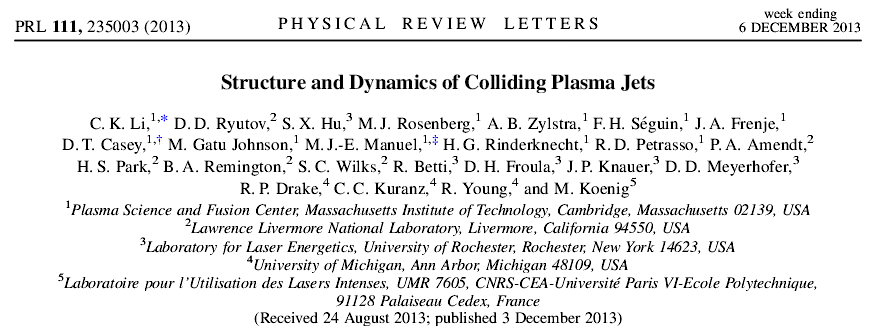 PRL 111, 235003 (2013)
PHYSICAL REVIEW LETTERS
week ending
6 DECEMBER 2013
Structure and Dynamics of Colliding Plasma Jets
C. K. Li,1,* D. D. Ryutov,2 S. X. Hu,3 M. J. Rosenberg,1 A. B. Zylstra,1 F. H. Séguin,1 J. A. Frenje,1
D. T. Casey,1,† M. Gatu Johnson,1 M. J.-E. Manuel,1,‡ H. G. Rinderknecht,1 R. D. Petrasso,1 P. A. Amendt,2
H. S. Park,2 B. A. Remington,2 S. C. Wilks,2 R. Betti,3 D. H. Froula,3 J. P. Knauer,3 D. D. Meyerhofer,3
R. P. Drake,4 C. C. Kuranz,4 R. Young,4 and M. Koenig5
1Plasma Science and Fusion Center, Massachusetts Institute of Technology, Cambridge, Massachusetts 02139, USA
2Lawrence Livermore National Laboratory, Livermore, California 94550, USA
3Laboratory for Laser Energetics, University of Rochester, Rochester, New York 14623, USA
4University of Michigan, Ann Arbor, Michigan 48109, USA
5Laboratoire pour l'Utilisation des Lasers Intenses, UMR 7605, CNRS-CEA-Université Paris VI-Ecole Polytechnique,
91128 Palaiseau Cedex, France
(Received 24 August 2013; published 3 December 2013)